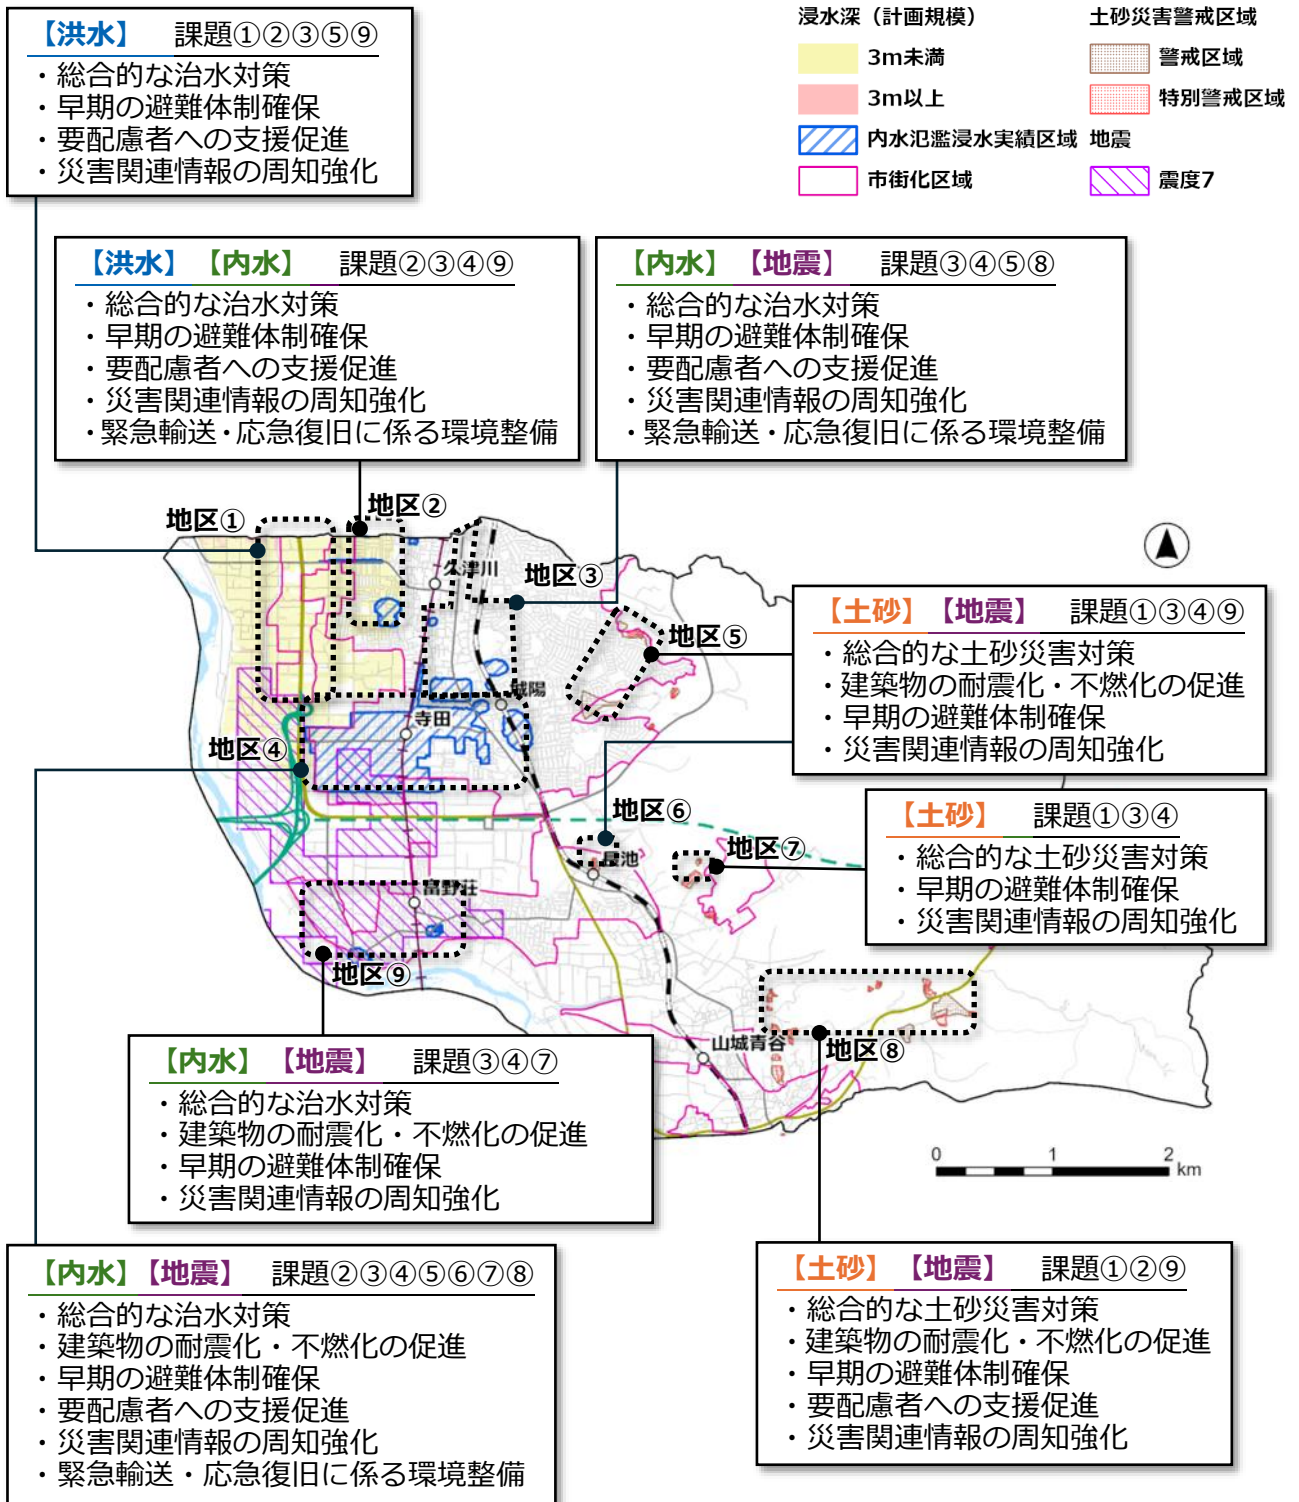 【洪水】 課題①②③⑤⑨
・総合的な治水対策
・早期の避難体制確保
・要配慮者への支援促進
・災害関連情報の周知強化
浸水深（計画規模）
3m未満
3m以上
内水氾濫浸水実績区域
市街化区域
土砂災害警戒区域
警戒区域
特別警戒区域
地震
震度7
【洪水】【内水】 課題②③④⑨
・総合的な治水対策
・早期の避難体制確保
・要配慮者への支援促進
・災害関連情報の周知強化
・緊急輸送・応急復旧に係る環境整備
【内水】【地震】 課題③④⑤⑧
・総合的な治水対策
・早期の避難体制確保
・要配慮者への支援促進
・災害関連情報の周知強化
・緊急輸送・応急復旧に係る環境整備
地区①
地区②
久津川
地区③
地区⑤
【土砂】【地震】 課題①③④⑨
・総合的な土砂災害対策
・建築物の耐震化・不燃化の促進
・早期の避難体制確保
・災害関連情報の周知強化
城陽
寺田
地区④
地区⑥
長池
地区⑦
【土砂】 課題①③④
・総合的な土砂災害対策
・早期の避難体制確保
・災害関連情報の周知強化
富野荘
地区⑨
山城青谷
地区⑧
0 1 2
km
【内水】【地震】 課題③④⑦
・総合的な治水対策
・建築物の耐震化・不燃化の促進
・早期の避難体制確保
・災害関連情報の周知強化
【内水】【地震】 課題②③④⑤⑥⑦⑧
・総合的な治水対策
・建築物の耐震化・不燃化の促進
・早期の避難体制確保
・要配慮者への支援促進
・災害関連情報の周知強化
・緊急輸送・応急復旧に係る環境整備
【土砂】【地震】 課題①②⑨
・総合的な土砂災害対策
・建築物の耐震化・不燃化の促進
・早期の避難体制確保
・要配慮者への支援促進
・災害関連情報の周知強化